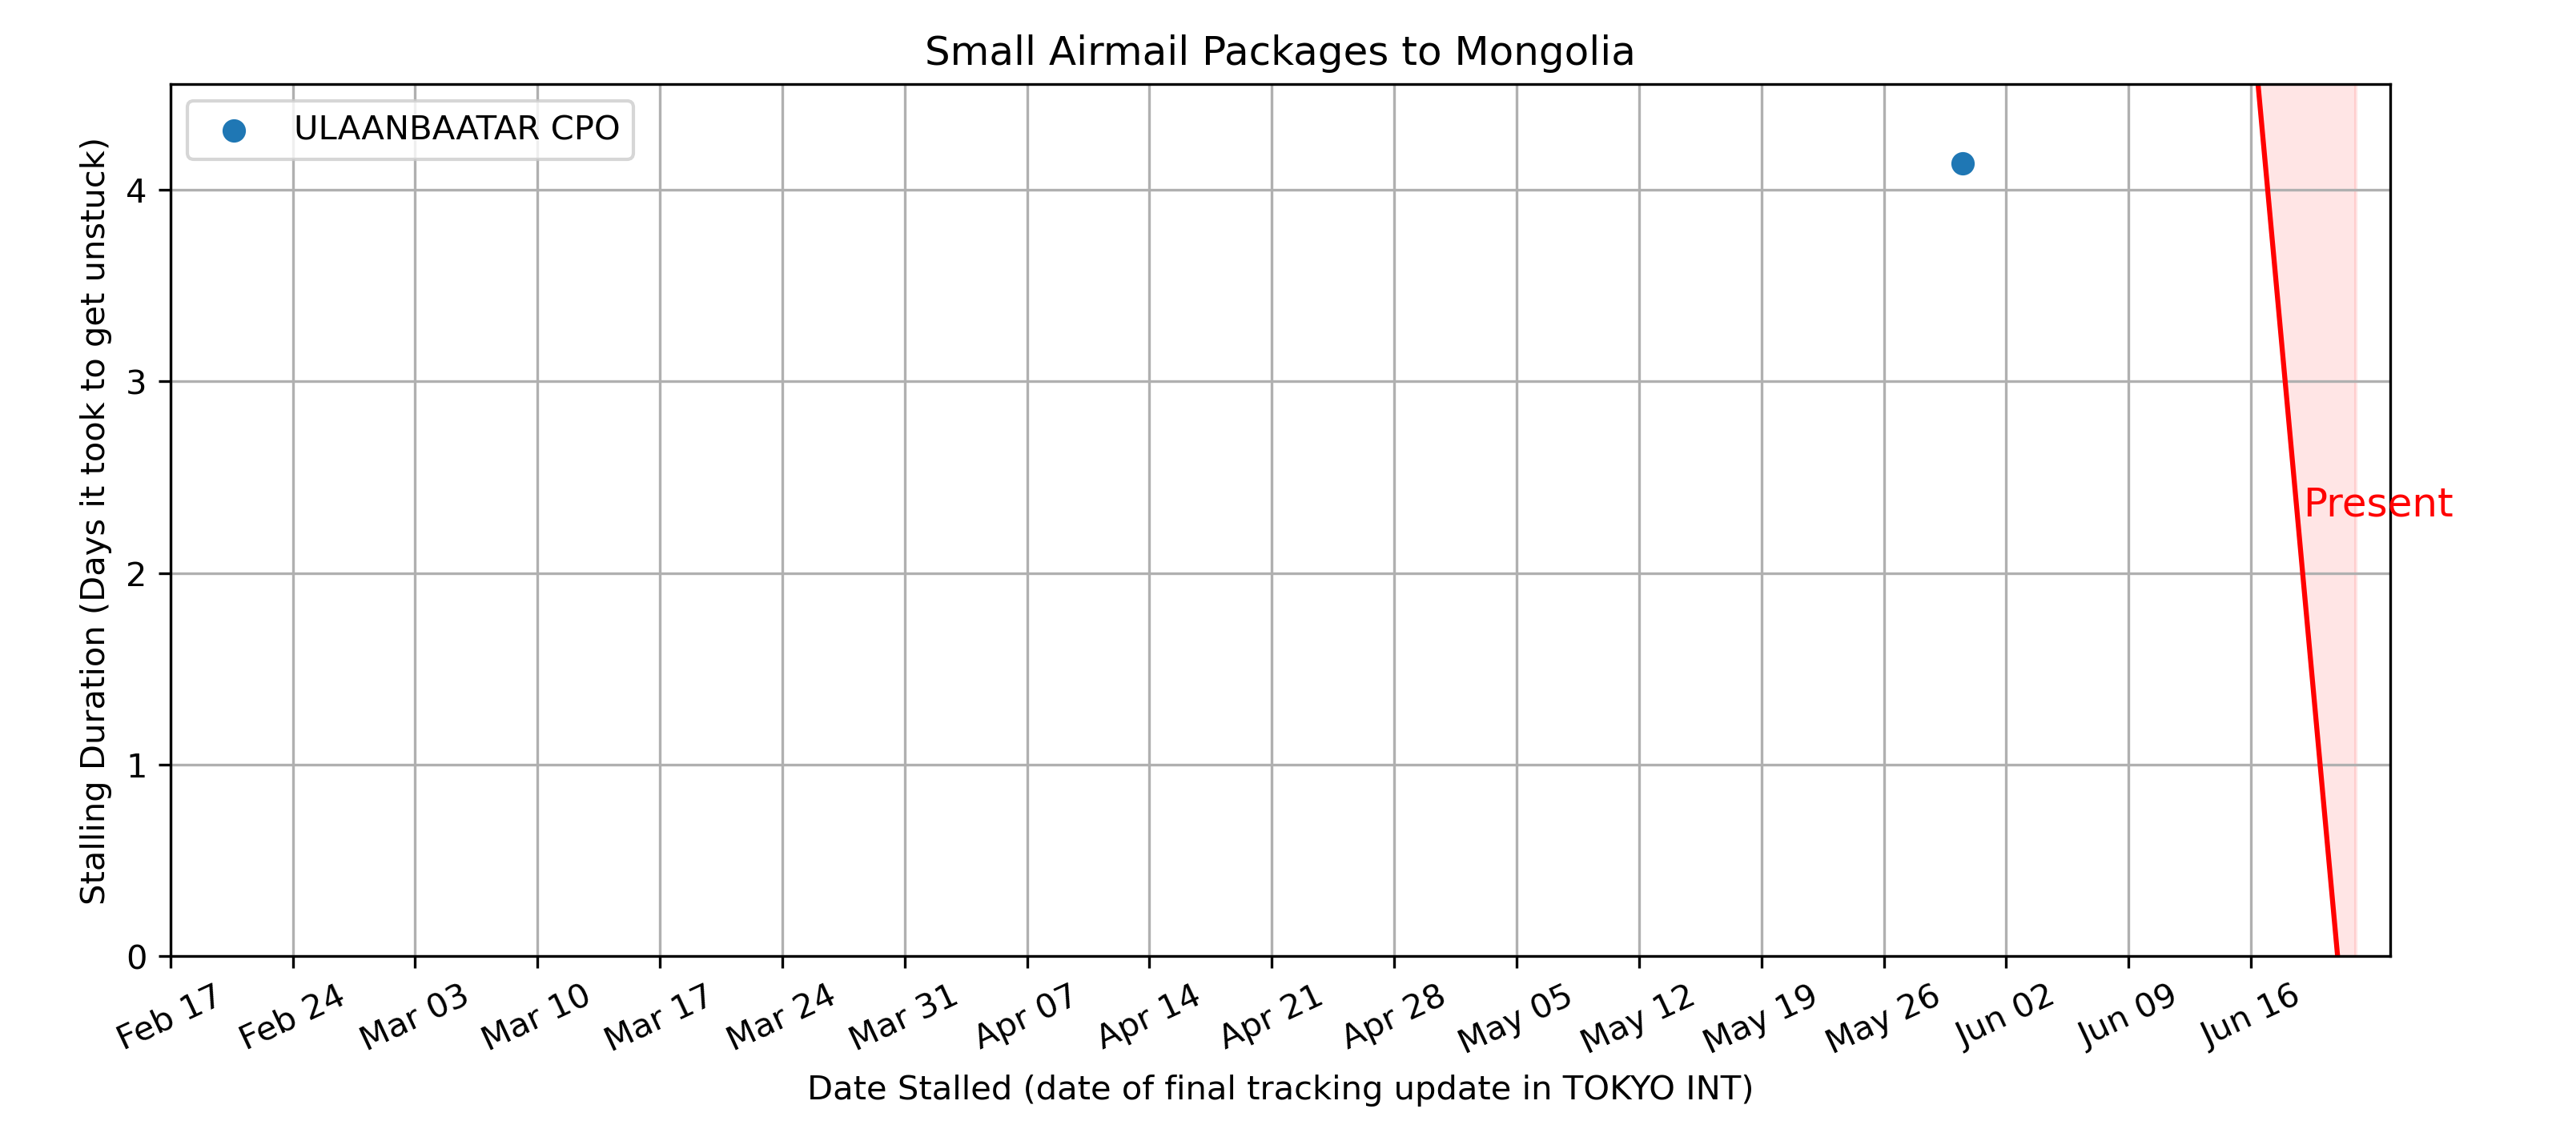 Small Airmail Packages to Mongolia
ULAANBAATAR CPO
Stalling Duration (Days it took to get unstuck)
4
3
2
1
0
Present
Feb 17
Feb 24
Mar 03
Mar 10
Mar 17
Mar 24
Mar 31
Apr 07
Apr 14
Apr 21
Apr 28
May 05
May 12
May 19
May 26
Jun 02
Jun 09
Jun 16
Date Stalled (date of final tracking update in TOKYO INT)